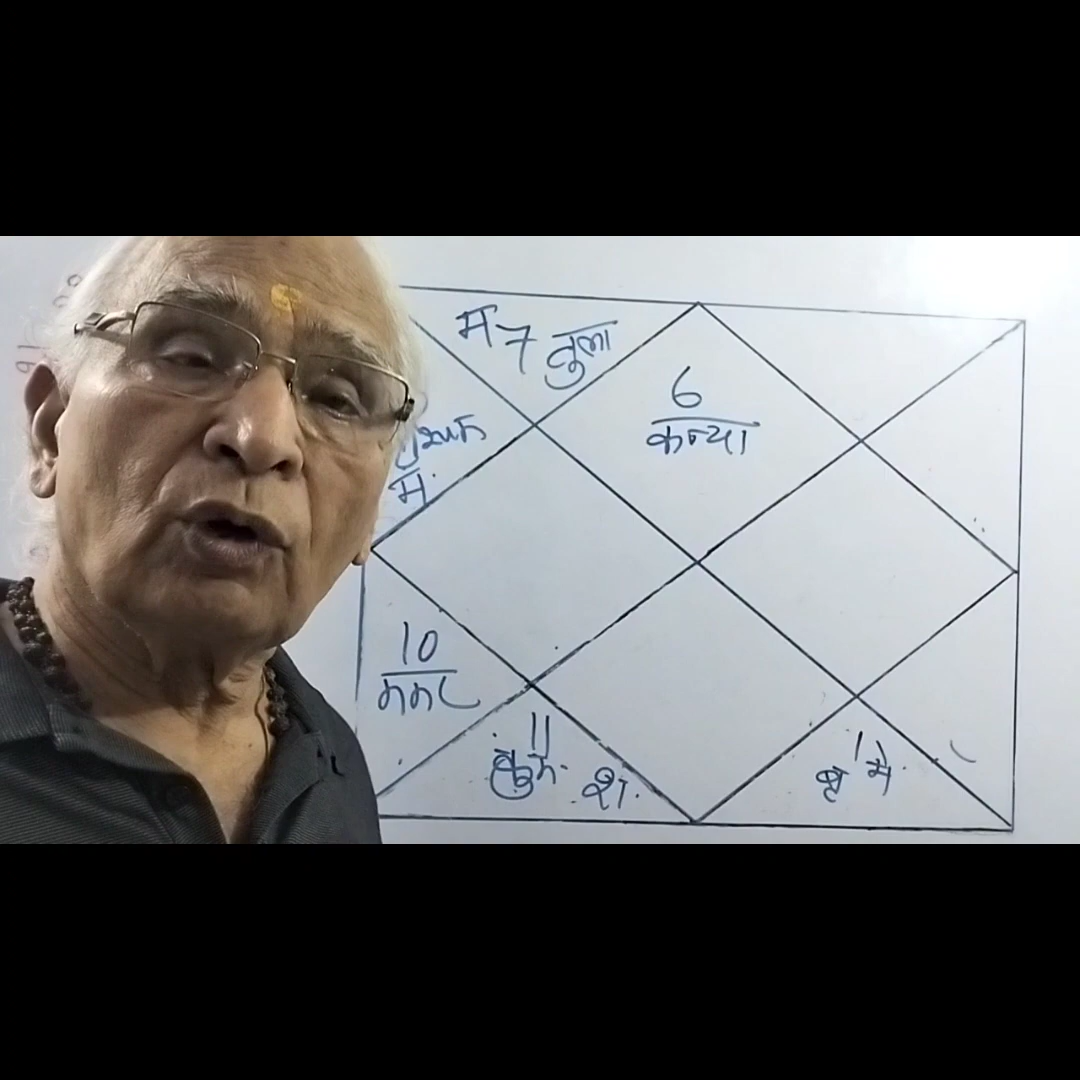 मं 7 तुला
6
कन्या
मं.
10
मकर
11
कुम्भ. श.
1
बृ मे.